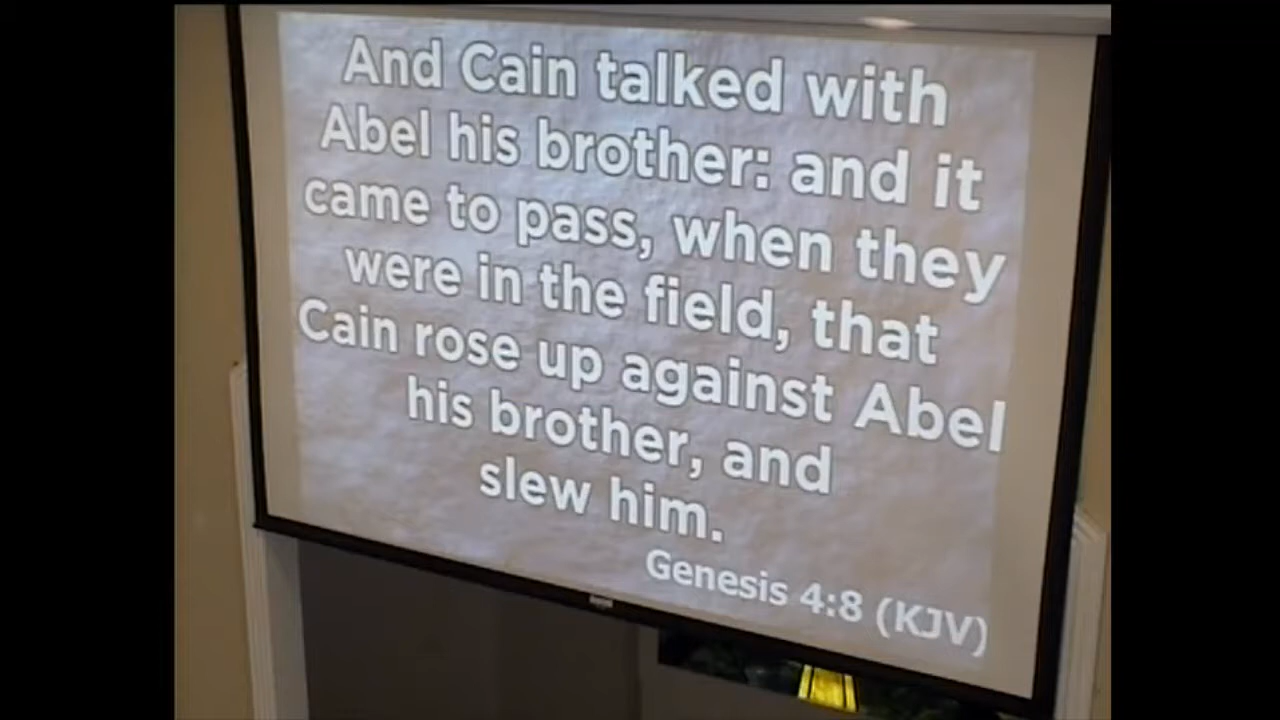 And Cain talked with
Abel his brother: and it
came to pass, when they
were in the field, that
Cain rose up against Abel
his brother, and
slew him.
Genesis 4:8 (KJV)